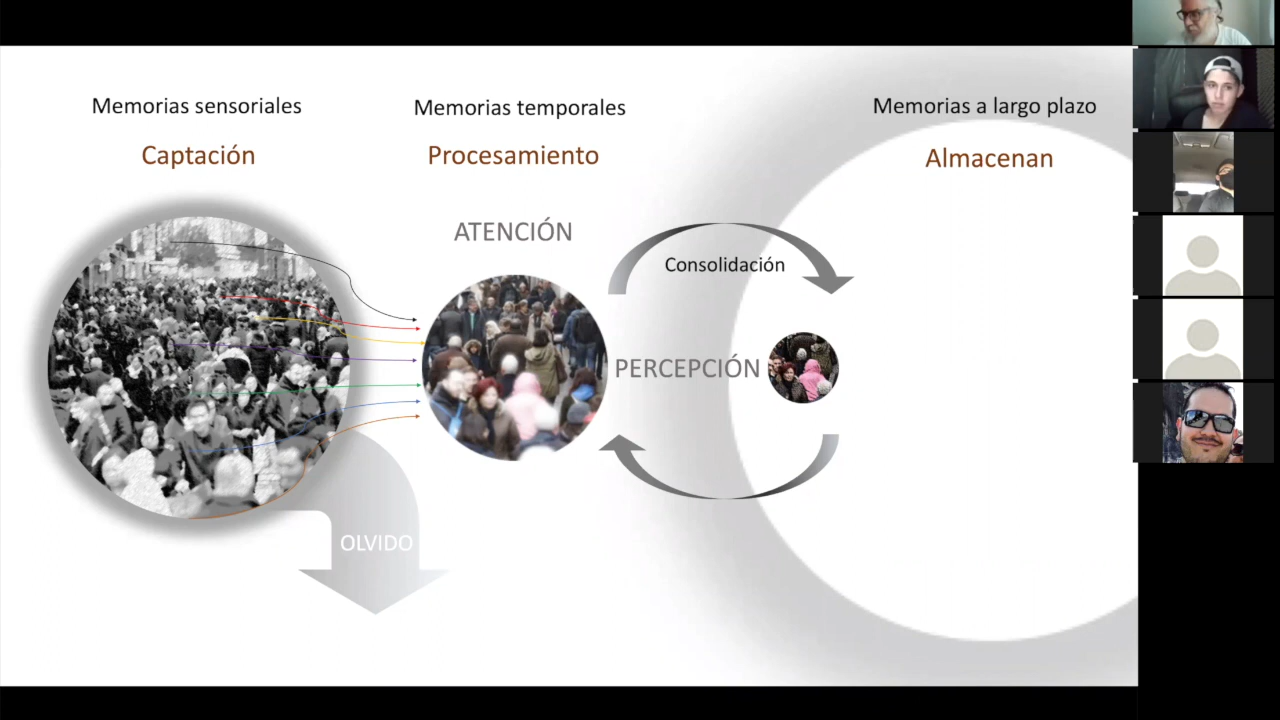 Memorias sensoriales
Captación
Memorias temporales
Procesamiento
ATENCIÓN
Memorias a largo plazo
Almacenan
Consolidación
PERCEPCIÓN
OLVIDO